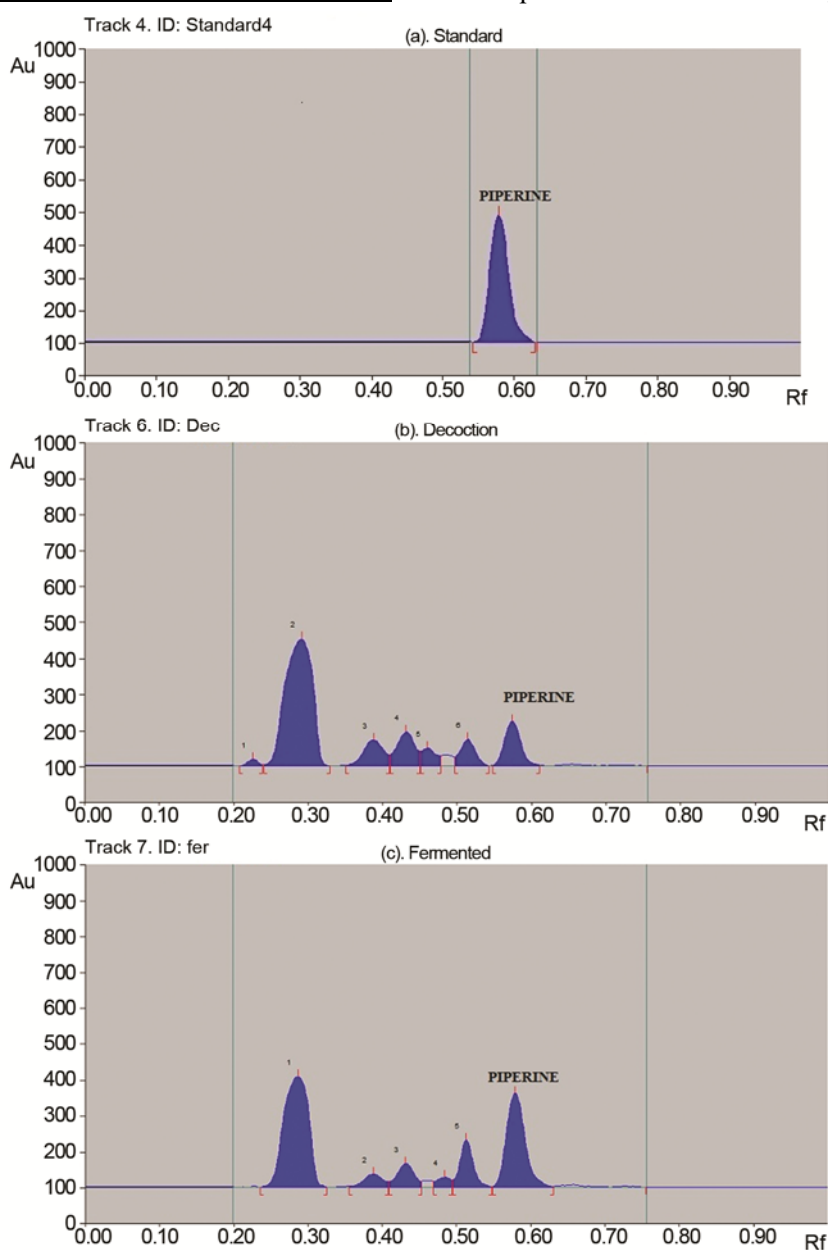 Track 4. ID: Standard4
(a). Standard
Au
1000
900
800
700
600
500
400
300
200
100
0
PIPERINE
0.00 0.10 0.20 0.30 0.40 0.50 0.60 0.70 0.80 0.90 Rf
Track 6. ID: Dec
(b). Decoction
Au
1000
900
800
700
600
500
400
300
200
100
0
1 2 3 4 5 6 PIPERINE
0.00 0.10 0.20 0.30 0.40 0.50 0.60 0.70 0.80 0.90 Rf
Track 7. ID: fer
(c). Fermented
Au
1000
900
800
700
600
500
400
300
200
100
0
1 2 3 4 5 PIPERINE
0.00 0.10 0.20 0.30 0.40 0.50 0.60 0.70 0.80 0.90 Rf